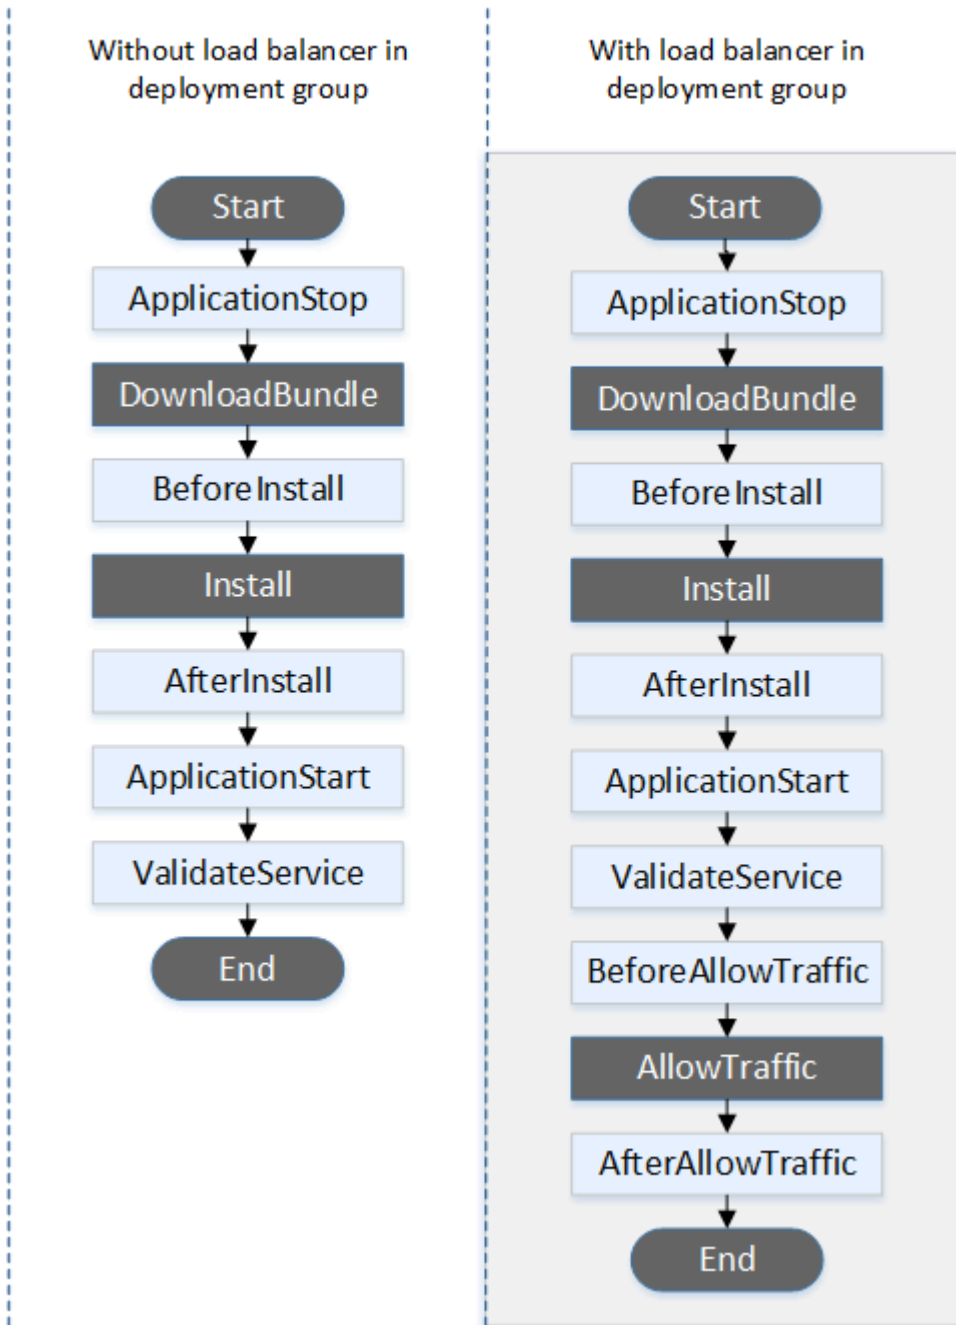 Without load balancer in
deployment group
Start
ApplicationStop
DownloadBundle
BeforeInstall
Install
AfterInstall
ApplicationStart
ValidateService
End
With load balancer in
deployment group
Start
ApplicationStop
DownloadBundle
BeforeInstall
Install
AfterInstall
ApplicationStart
ValidateService
BeforeAllowTraffic
AllowTraffic
AfterAllowTraffic
End